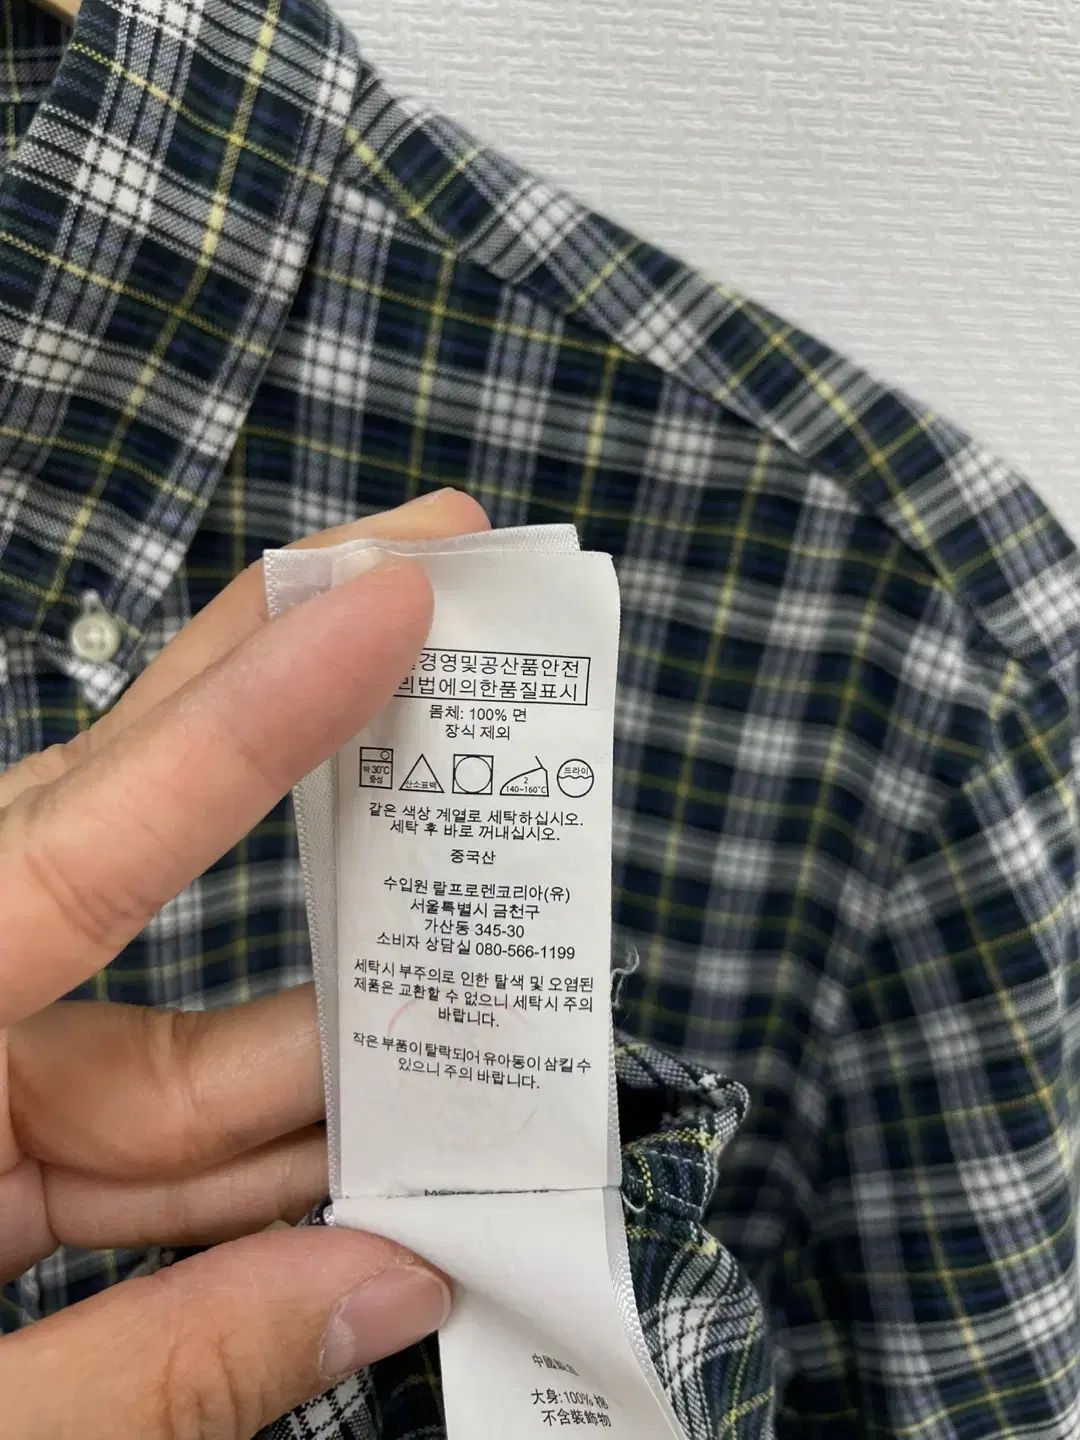 경영및공산품안전
법에의한품질표시
몸체: 100% 면
장식 제외
약 30°C
중성
산소표백
2
140~160°C
드라이
같은 색상 계열로 세탁하십시오.
세탁 후 바로 꺼내십시오.
중국산
수입원 랄프로렌코리아(유)
서울특별시 금천구
가산동 345-30
소비자 상담실 080-566-1199
세탁시 부주의로 인한 탈색 및 오염된
제품은 교환할 수 없으니 세탁시 주의
바랍니다.
작은 부품이 탈락되어 유아동이 삼킬 수
있으니 주의 바랍니다.
中國製造
大身:100% 棉
不含裝飾物